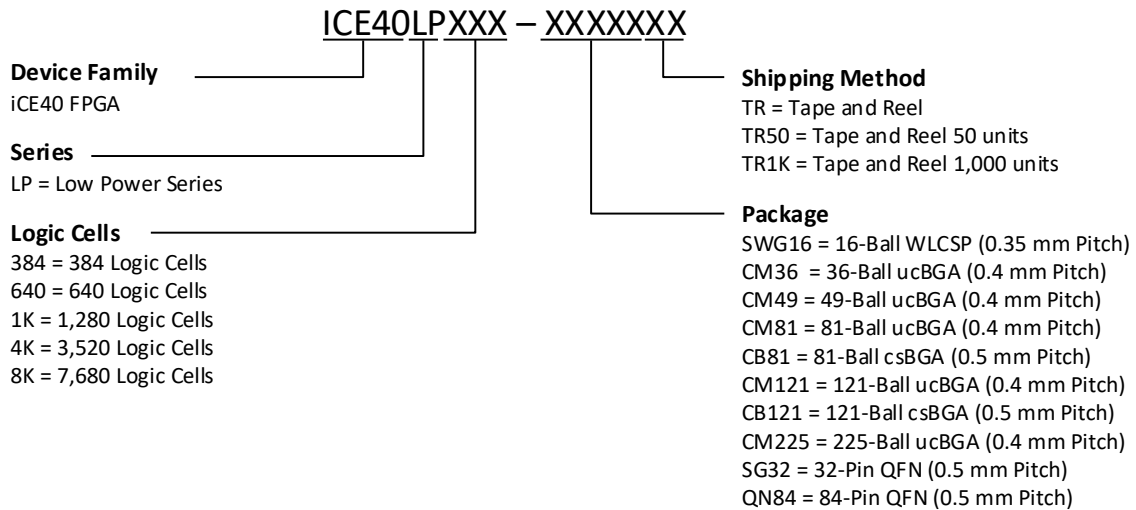 ICE40LPXXX – XXXXXXX
Device Family
iCE40 FPGA
Series
LP = Low Power Series
Logic Cells
384 = 384 Logic Cells
640 = 640 Logic Cells
1K = 1,280 Logic Cells
4K = 3,520 Logic Cells
8K = 7,680 Logic Cells
Shipping Method
TR = Tape and Reel
TR50 = Tape and Reel 50 units
TR1K = Tape and Reel 1,000 units
Package
SWG16 = 16-Ball WLCSP (0.35 mm Pitch)
CM36 = 36-Ball ucBGA (0.4 mm Pitch)
CM49 = 49-Ball ucBGA (0.4 mm Pitch)
CM81 = 81-Ball ucBGA (0.4 mm Pitch)
CB81 = 81-Ball csBGA (0.5 mm Pitch)
CM121 = 121-Ball ucBGA (0.4 mm Pitch)
CB121 = 121-Ball csBGA (0.5 mm Pitch)
CM225 = 225-Ball ucBGA (0.4 mm Pitch)
SG32 = 32-Pin QFN (0.5 mm Pitch)
QN84 = 84-Pin QFN (0.5 mm Pitch)